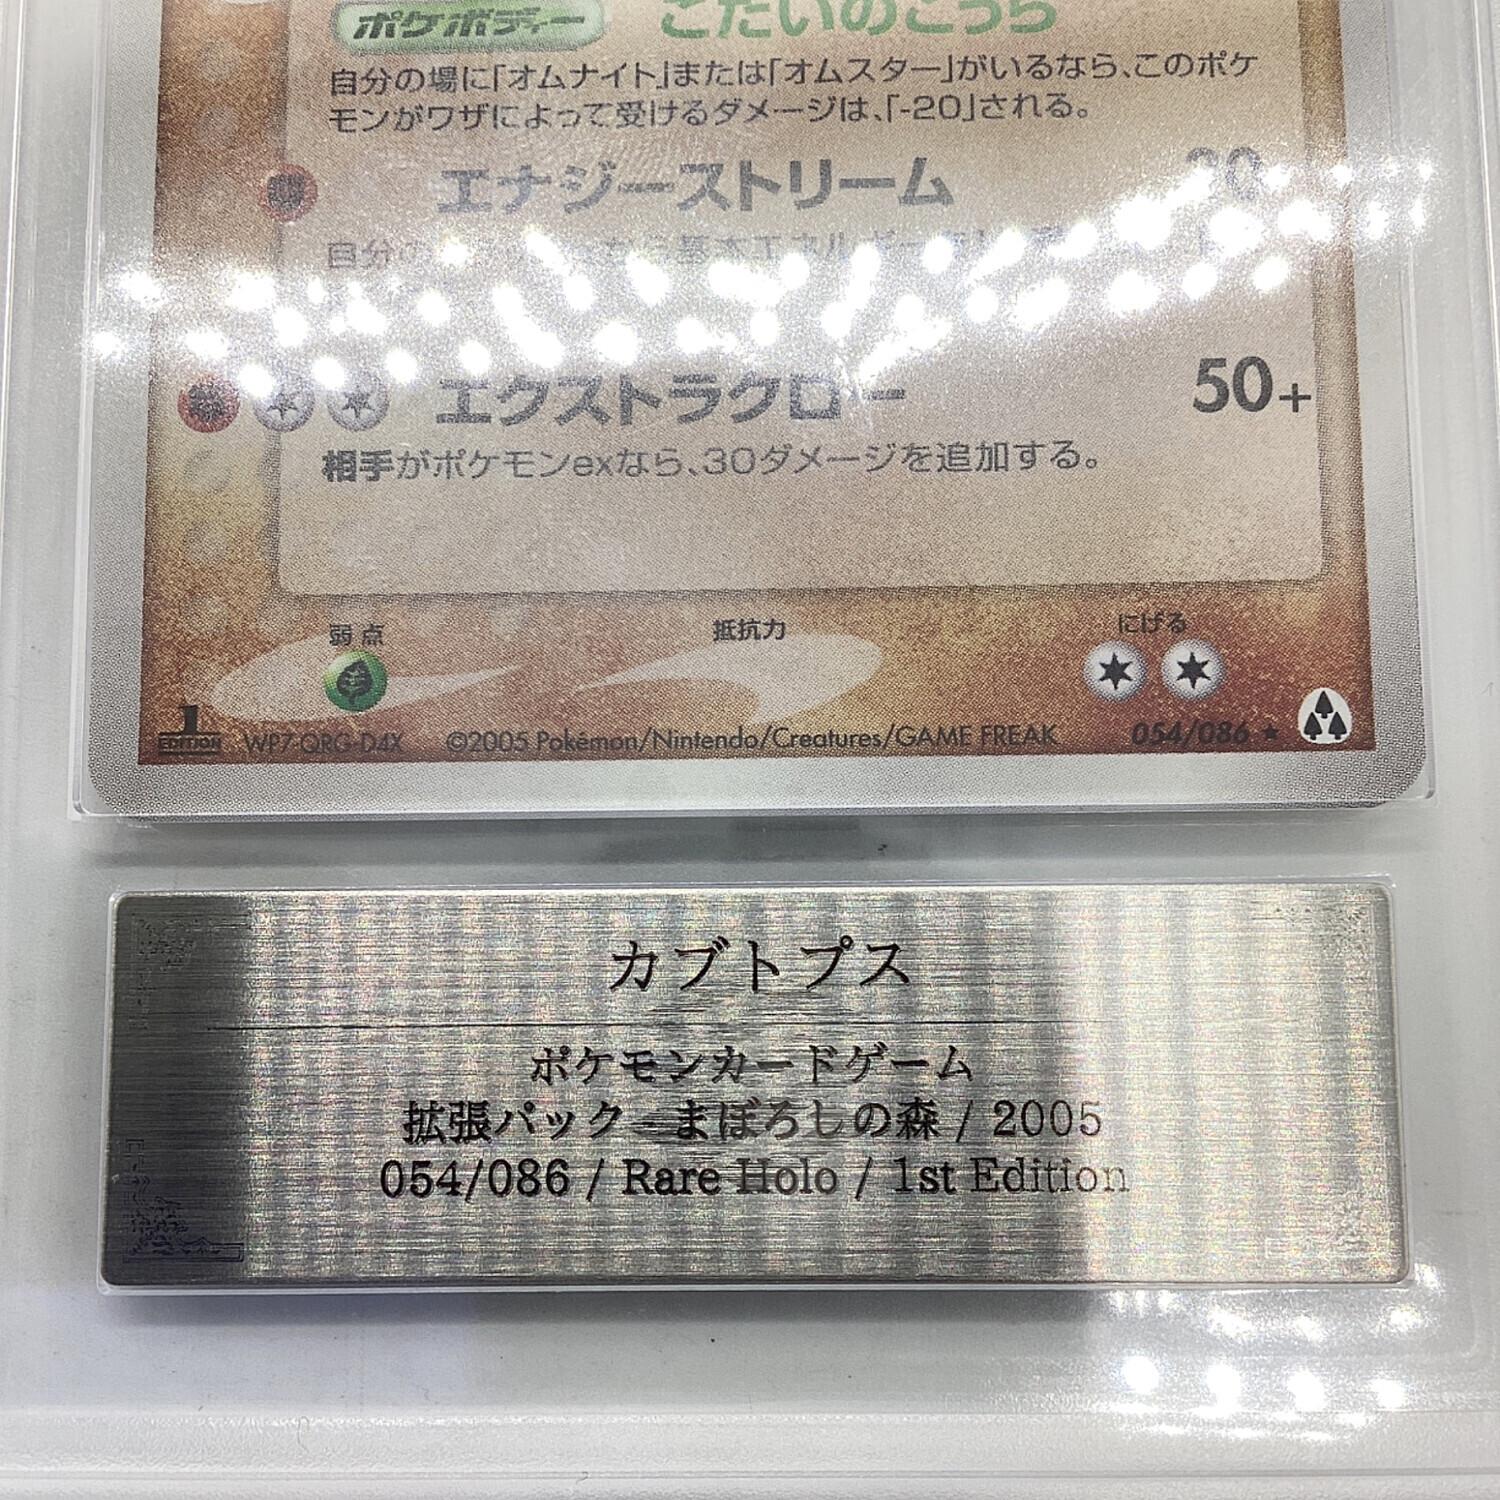 ポケボディー こだいのこうら
自分の場に「オムナイト」または「オムスター」がいるなら、このポケ
モンがワザによって受けるダメージは、「-20」される。
エナジーストリーム
自分の
エクストラクロー 50+
相手がポケモンexなら、30ダメージを追加する。
弱点 抵抗力 にげる
1 EDITION WP7-QRG-D4X ©2005 Pokémon/Nintendo/Creatures/GAME FREAK 054/086 ★
カブトプス
ポケモンカードゲーム
拡張パック まぼろしの森 / 2005
054/086 / Rare Holo / 1st Edition